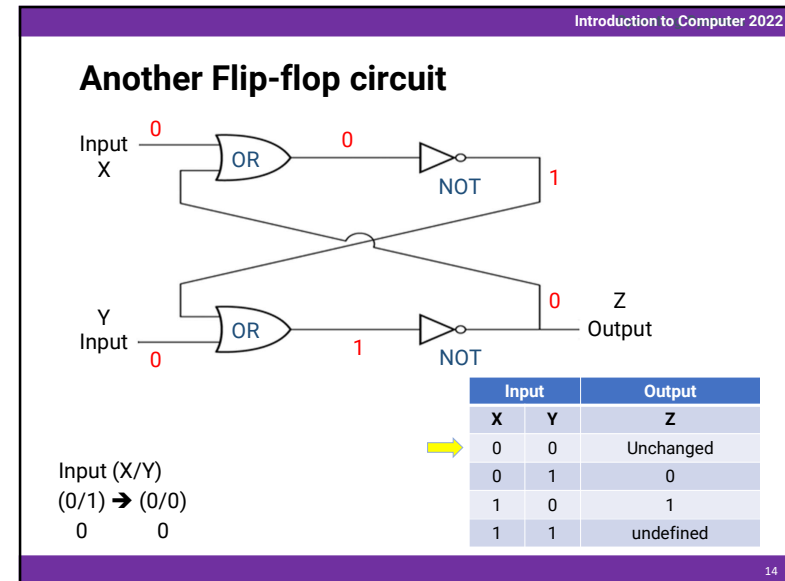 Introduction to Computer 2022
Another Flip-flop circuit
Input
X
0
OR
0
NOT
1
Y
Input
0
OR
1
NOT
0
Z
Output
Input Output
X Y Z
0 0 Unchanged
0 1 0
1 0 1
1 1 undefined
Input (X/Y)
(0/1) ➔ (0/0)
0 0
14